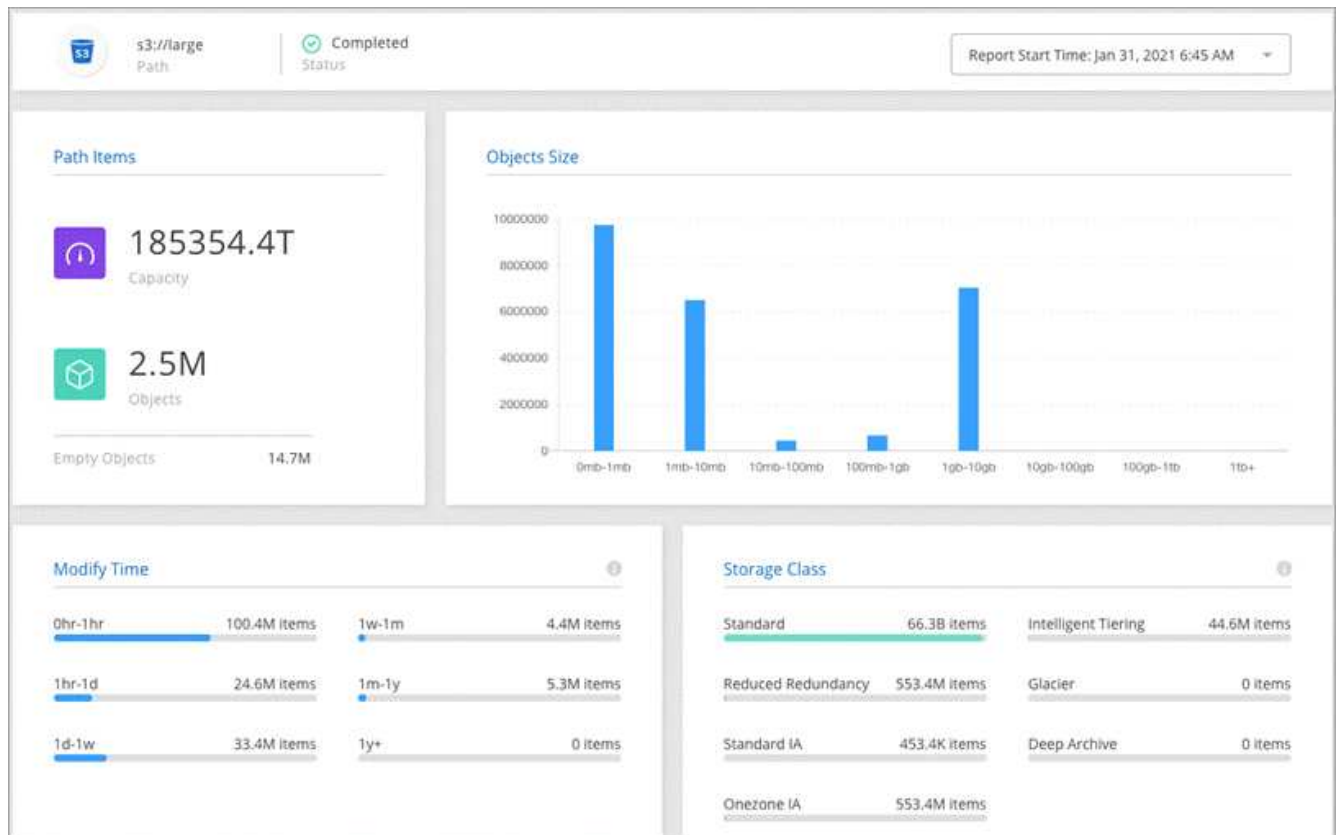 S3
s3://large
Path
Completed
Status
Report Start Time: Jan 31, 2021 6:45 AM
Path Items
185354.4T
Capacity
2.5M
Objects
Empty Objects 14.7M
Objects Size
10000000
8000000
6000000
4000000
2000000
0
0mb-1mb 1mb-10mb 10mb-100mb 100mb-1gb 1gb-10gb 10gb-100gb 100gb-1tb 1tb+
Modify Time
0hr-1hr 100.4M items 1w-1m 4.4M items
1hr-1d 24.6M items 1m-1y 5.3M items
1d-1w 33.4M items 1y+ 0 items
Storage Class
Standard 66.3B items Intelligent Tiering 44.6M items
Reduced Redundancy 553.4M items Glacier 0 items
Standard IA 453.4K items Deep Archive 0 items
Onezone IA 553.4M items